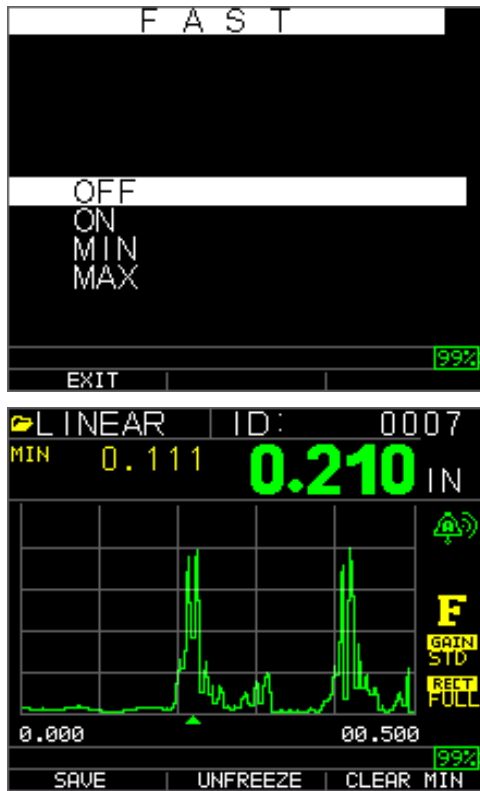 FAST
OFF
ON
MIN
MAX
99%
EXIT
LINEAR ID: 0007
MIN 0.111 0.210 IN
F
GAIN
STD
RECT
FULL
0.000 00.500
99%
SAVE UNFREEZE CLEAR MIN